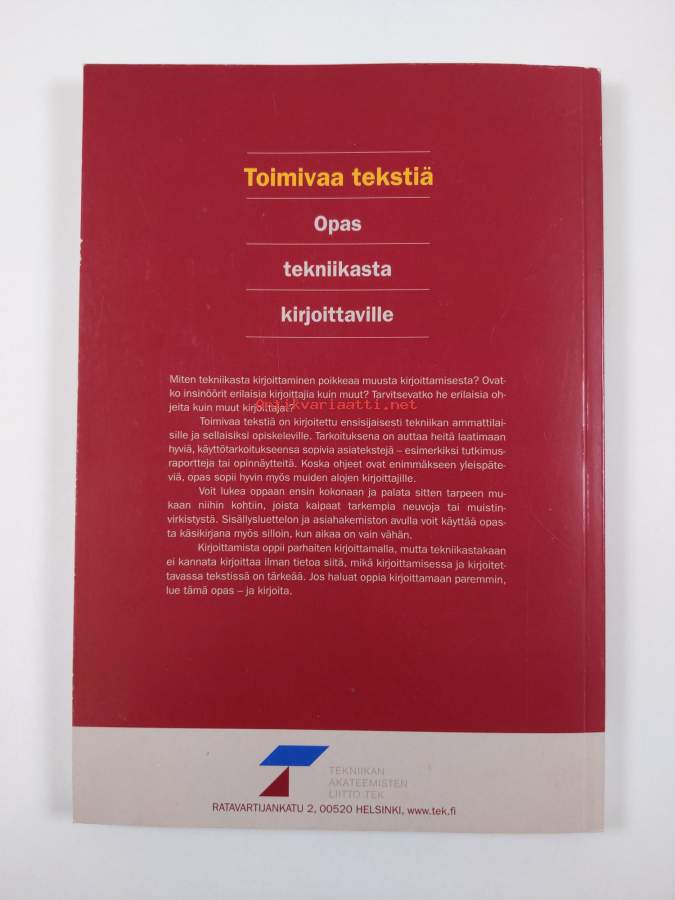 Toimivaa tekstiä
Opas
tekniikasta
kirjoittaville
Miten tekniikasta kirjoittaminen poikkeaa muusta kirjoittamisesta? Ovat-
ko insinöörit erilaisia kirjoittajia kuin muut? Tarvitsevatko he erilaisia oh-
jeita kuin muut kirjoittajat?
Antiikvariaatti.net
Toimivaa tekstiä on kirjoitettu ensisijaisesti tekniikan ammattilai-
sille ja sellaisiksi opiskeleville. Tarkoituksena on auttaa heitä laatimaan
hyviä, käyttötarkoitukseensa sopivia asiatekstejä – esimerkiksi tutkimus-
raportteja tai opinnäytteitä. Koska ohjeet ovat enimmäkseen yleispäte-
viä, opas sopii hyvin myös muiden alojen kirjoittajille.
Voit lukea oppaan ensin kokonaan ja palata sitten tarpeen mu-
kaan niihin kohtiin, joista kaipaat tarkempia neuvoja tai muistin-
virkistystä. Sisällysluettelon ja asiahakemiston avulla voit käyttää opas-
ta käsikirjana myös silloin, kun aikaa on vain vähän.
Kirjoittamista oppii parhaiten kirjoittamalla, mutta tekniikastakaan
ei kannata kirjoittaa ilman tietoa siitä, mikä kirjoittamisessa ja kirjoitet-
tavassa tekstissä on tärkeää. Jos haluat oppia kirjoittamaan paremmin,
lue tämä opas – ja kirjoita.
TEKNIIKAN
AKATEEMISTEN
LIITTO TEK
RATAVARTIJANKATU 2, 00520 HELSINKI, www.tek.fi